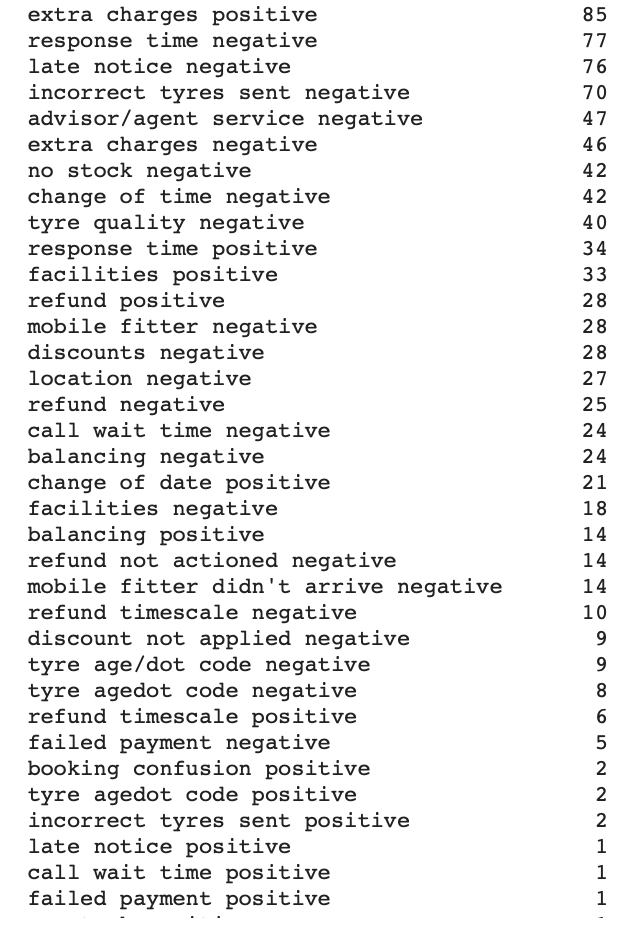 extra charges positive 85
response time negative 77
late notice negative 76
incorrect tyres sent negative 70
advisor/agent service negative 47
extra charges negative 46
no stock negative 42
change of time negative 42
tyre quality negative 40
response time positive 34
facilities positive 33
refund positive 28
mobile fitter negative 28
discounts negative 28
location negative 27
refund negative 25
call wait time negative 24
balancing negative 24
change of date positive 21
facilities negative 18
balancing positive 14
refund not actioned negative 14
mobile fitter didn't arrive negative 14
refund timescale negative 10
discount not applied negative 9
tyre age/dot code negative 9
tyre agedot code negative 8
refund timescale positive 6
failed payment negative 5
booking confusion positive 2
tyre agedot code positive 2
incorrect tyres sent positive 2
late notice positive 1
call wait time positive 1
failed payment positive 1